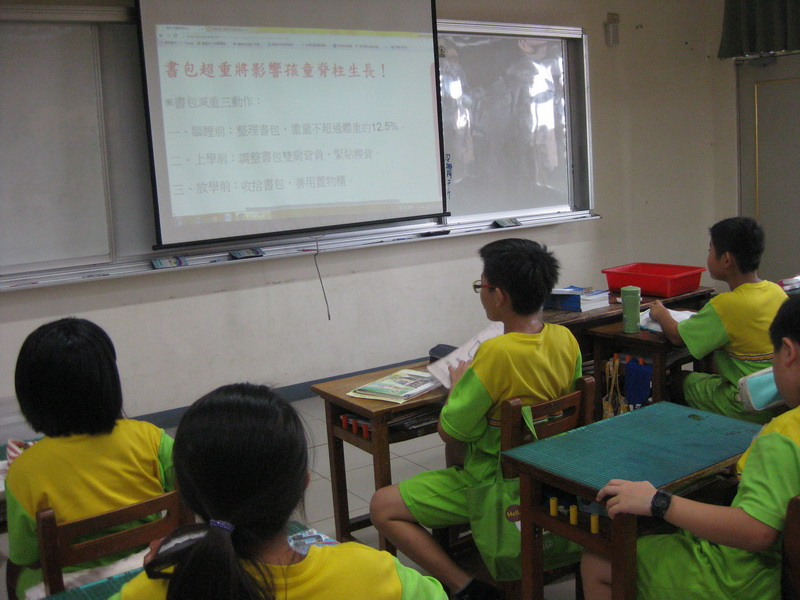 書包超重將影響孩童脊柱生長！
※書包減重三動作：
一、臨睡前：整理書包，重量不超過體重的12.5%。
二、上學前：調整書包雙肩背負，緊貼腰背。
三、放學前：收拾書包，善用置物櫃。